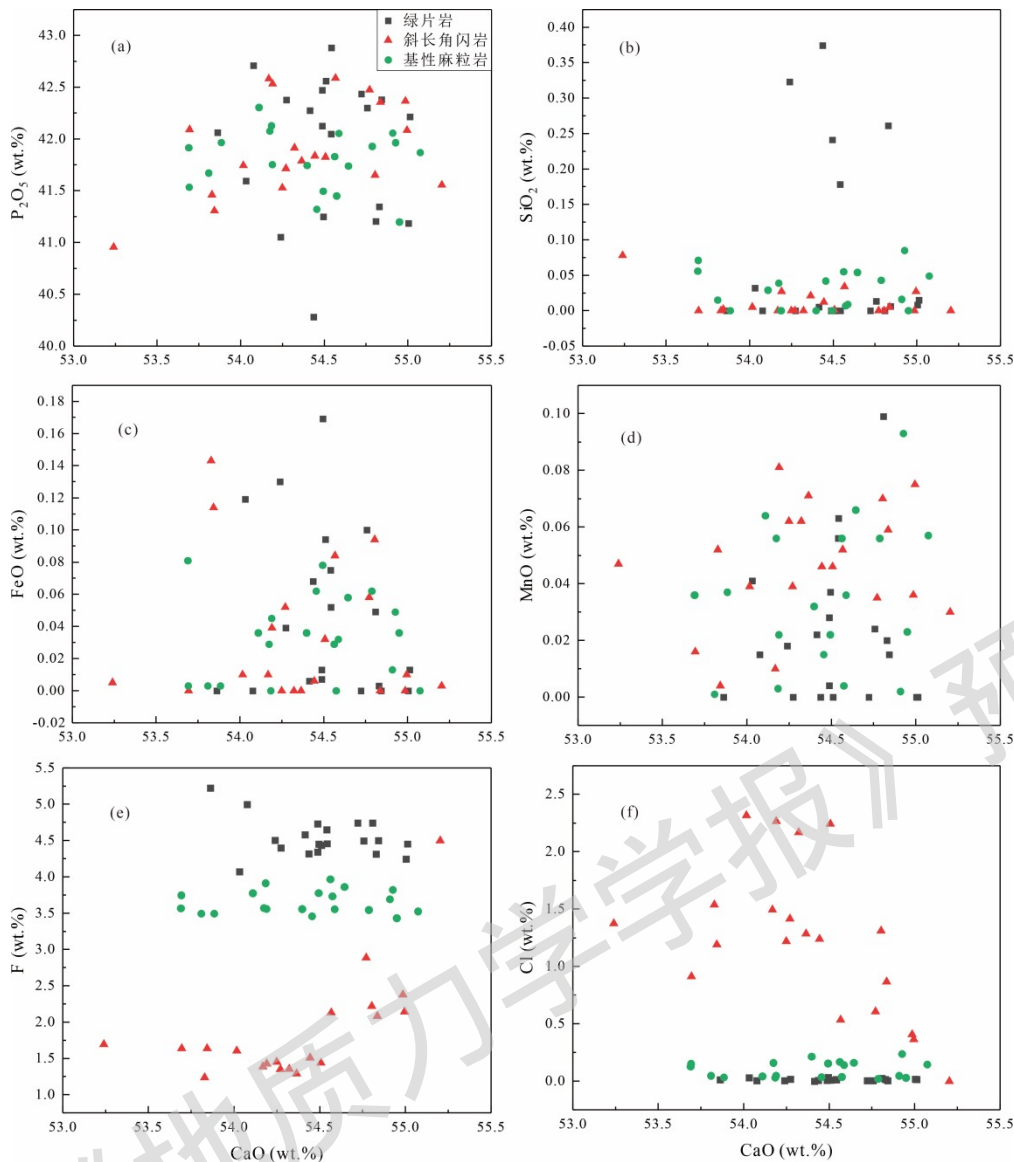 (a)
■ 绿片岩
▲ 斜长角闪岩
● 基性麻粒岩
P₂O₅ (wt.%)
43.0
42.5
42.0
41.5
41.0
40.5
40.0
53.0 53.5 54.0 54.5 55.0 55.5
(b)
SiO₂ (wt.%)
0.40
0.35
0.30
0.25
0.20
0.15
0.10
0.05
0.00
-0.05
53.0 53.5 54.0 54.5 55.0 55.5
(c)
FeO (wt.%)
0.18
0.16
0.14
0.12
0.10
0.08
0.06
0.04
0.02
0.00
-0.02
53.0 53.5 54.0 54.5 55.0 55.5
(d)
MnO (wt.%)
0.10
0.08
0.06
0.04
0.02
0.00
53.0 53.5 54.0 54.5 55.0 55.5
(e)
F (wt.%)
5.5
5.0
4.5
4.0
3.5
3.0
2.5
2.0
1.5
1.0
53.0 53.5 54.0 54.5 55.0 55.5
CaO (wt.%)
(f)
Cl (wt.%)
2.5
2.0
1.5
1.0
0.5
0.0
53.0 53.5 54.0 54.5 55.0 55.5
CaO (wt.%)
《地质力学学报》预